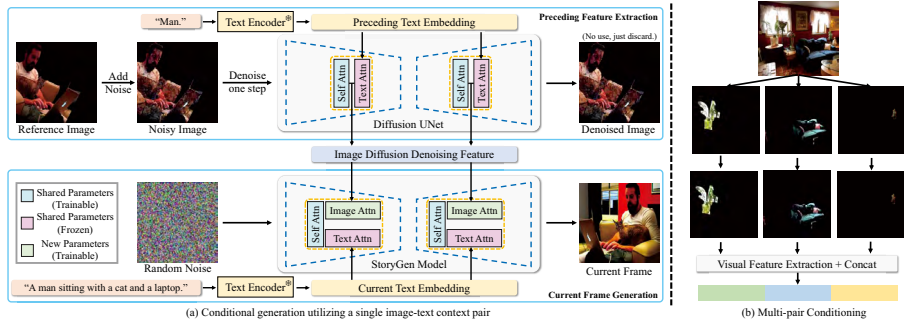 "Man."
Text Encoder*
Preceding Text Embedding
Preceding Feature Extraction
(No use, just discard.)
Add
Noise
Denoise
one step
Self Attn
Text Attn
Self Attn
Text Attn
Reference Image
Noisy Image
Diffusion UNet
Denoised Image
Image Diffusion Denoising Feature
Shared Parameters
(Trainable)
Shared Parameters
(Frozen)
New Parameters
(Trainable)
Self Attn
Image Attn
Text Attn
Self Attn
Image Attn
Text Attn
Random Noise
StoryGen Model
Current Frame
"A man sitting with a cat and a laptop."
Text Encoder*
Current Text Embedding
Current Frame Generation
(a) Conditional generation utilizing a single image-text context pair
Visual Feature Extraction + Concat
(b) Multi-pair Conditioning